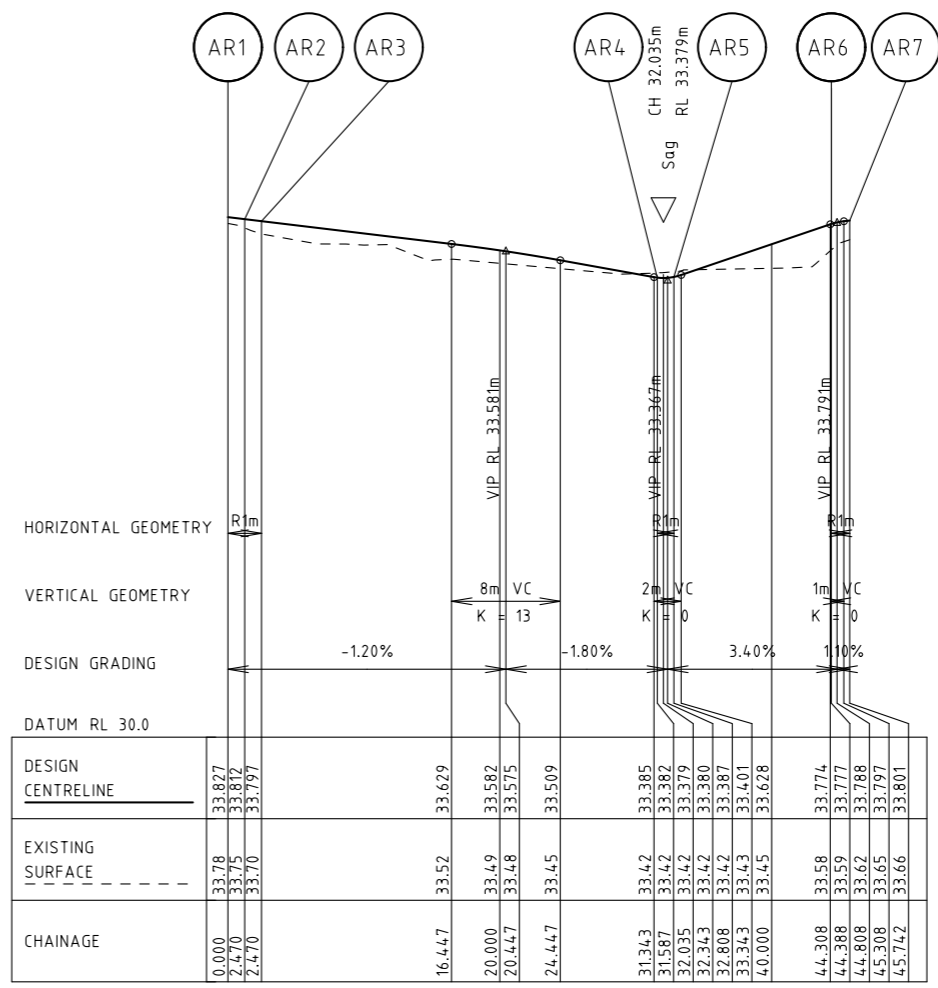 AR1 AR2 AR3 AR4 AR5 AR6 AR7
CH 32.035m
RL 33.379m
Sag
VIP RL 33.581m
VIP RL 33.367m
VIP RL 33.791m
HORIZONTAL GEOMETRY R1m R1m R1m
VERTICAL GEOMETRY 8m VC 2m VC 1m VC
K = 13 K = 0 K = 0
DESIGN GRADING -1.20% -1.80% 3.40% 1.10%
DATUM RL 30.0
DESIGN
CENTRELINE
33.827 33.812 33.797 33.629 33.582 33.575 33.509 33.385 33.382 33.379 33.380 33.387 33.401 33.628 33.774 33.777 33.788 33.797 33.801
EXISTING
SURFACE
33.78 33.75 33.70 33.52 33.49 33.48 33.45 33.42 33.42 33.42 33.42 33.42 33.43 33.45 33.58 33.59 33.62 33.65 33.66
CHAINAGE
0.000 2.470 2.470 16.447 20.000 20.447 24.447 31.343 31.587 32.035 32.343 32.808 33.343 40.000 44.308 44.388 44.808 45.308 45.742